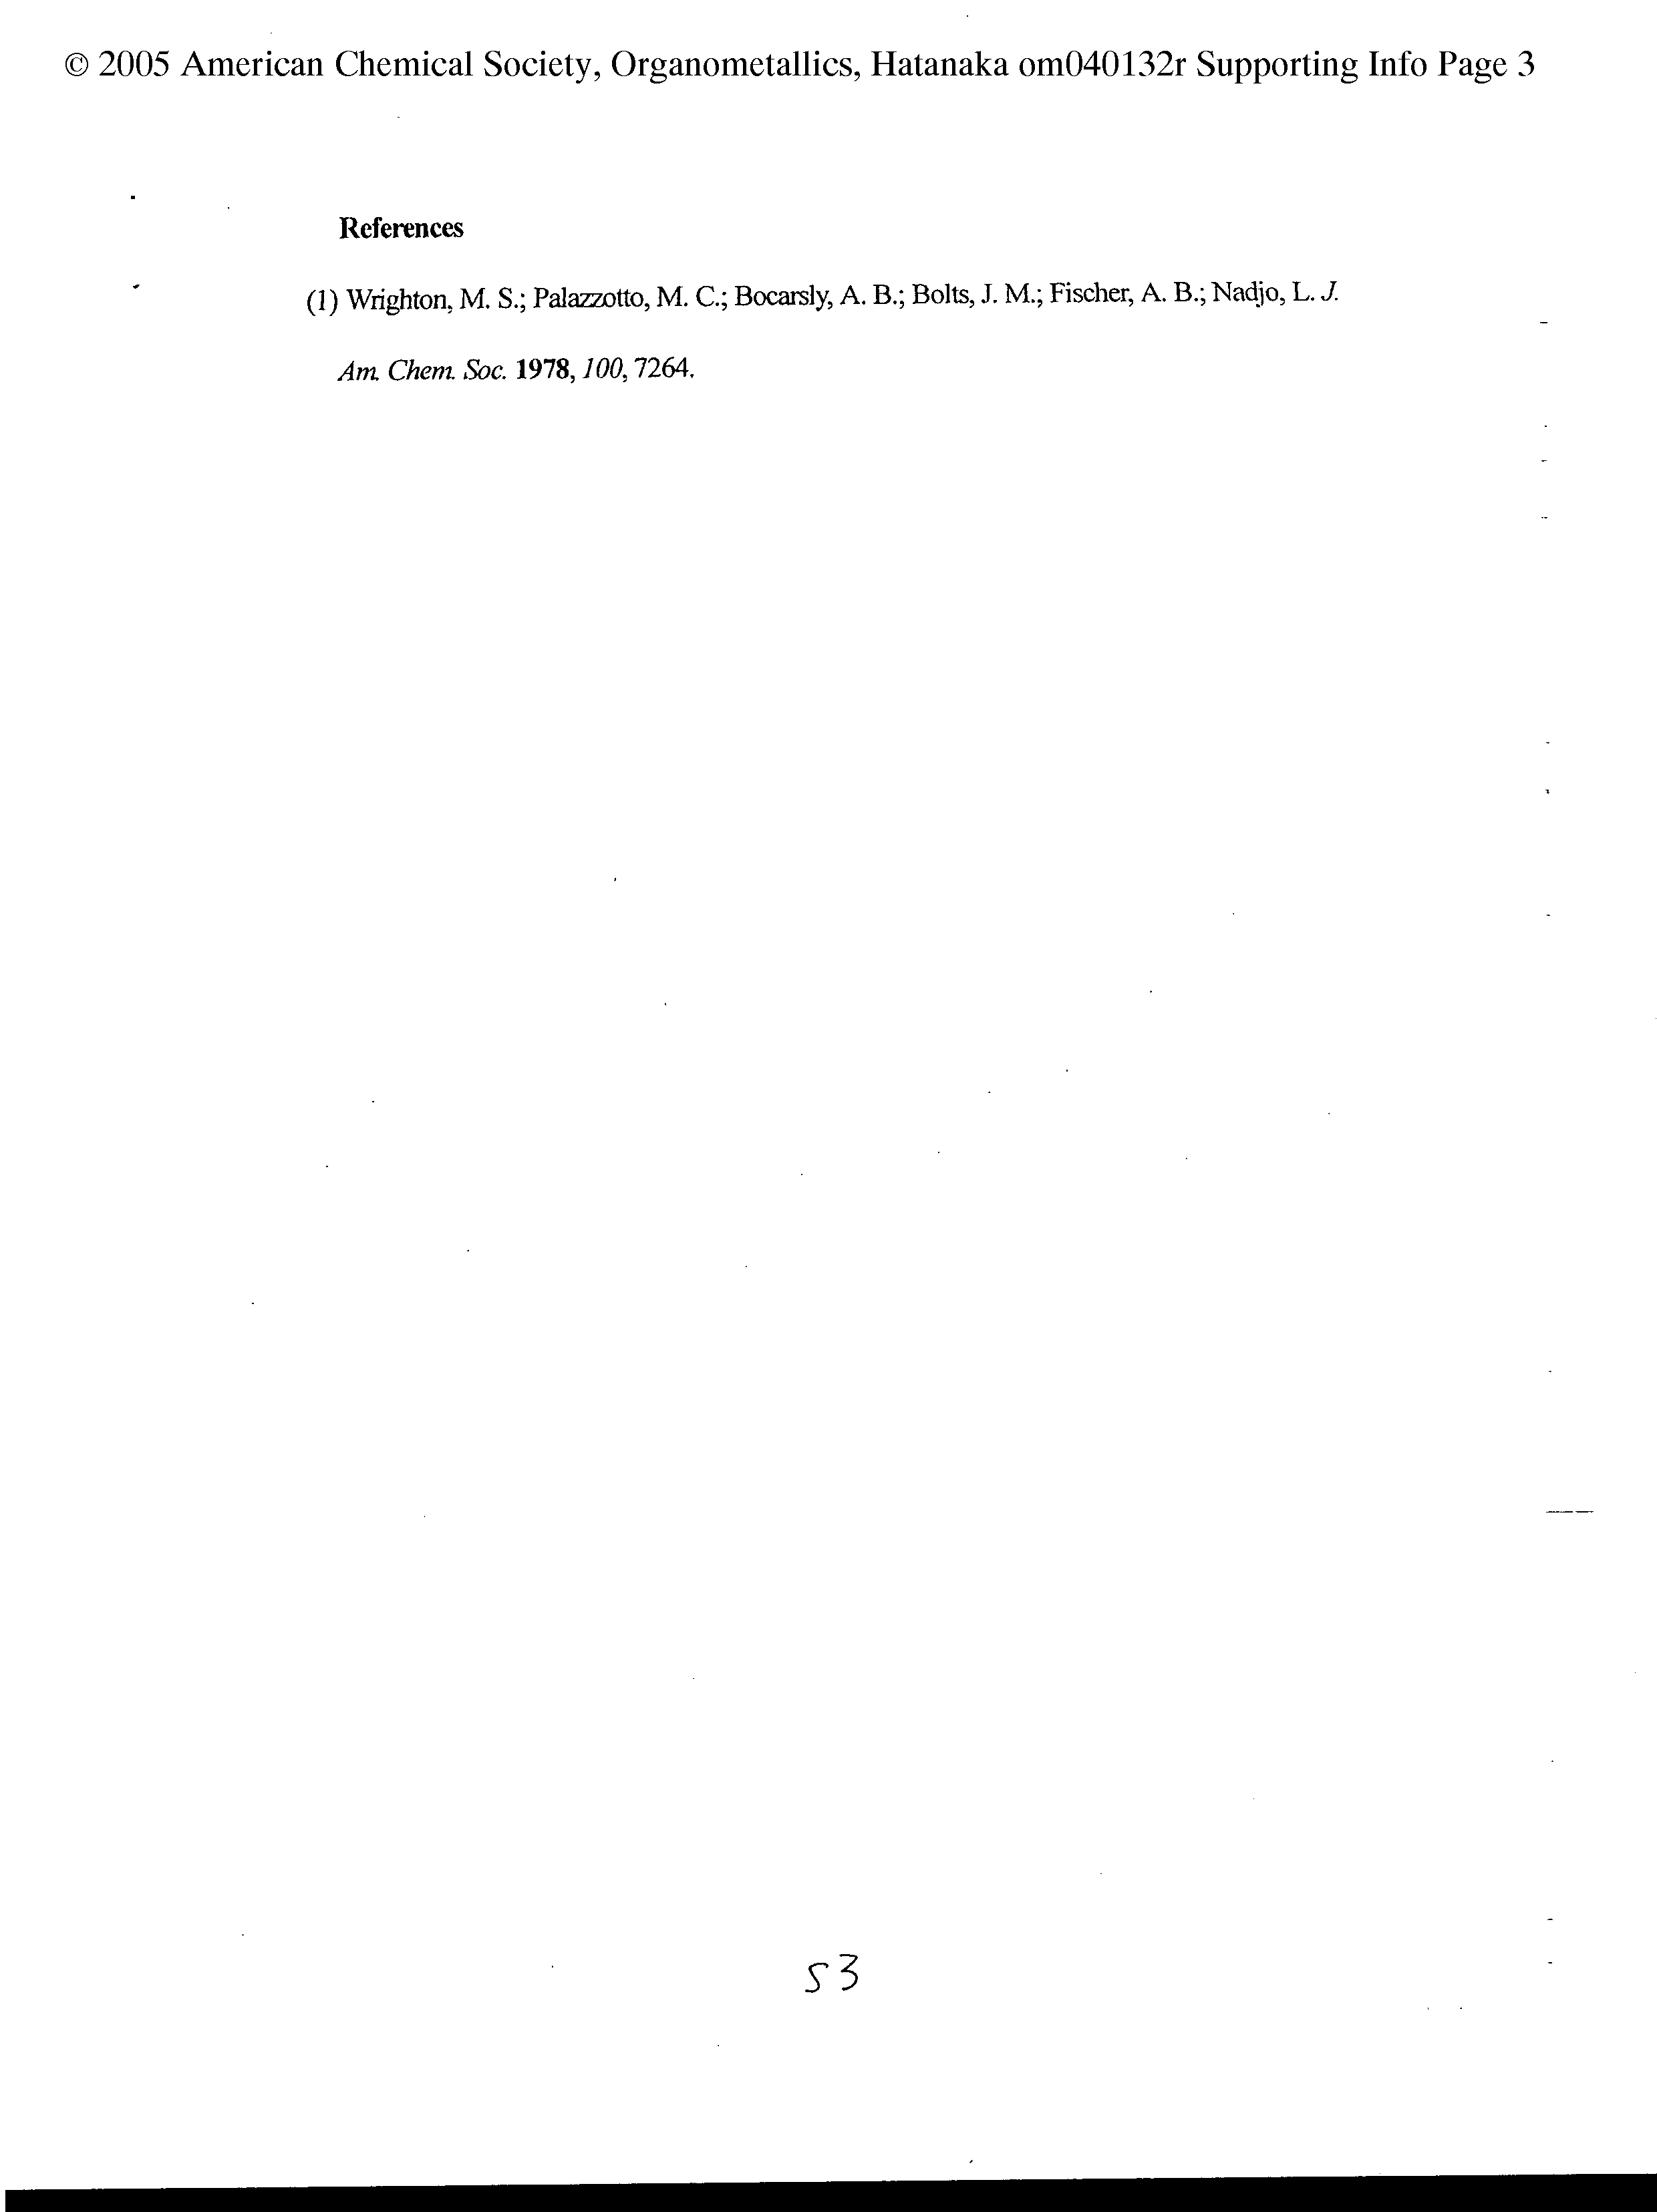 © 2005 American Chemical Society, Organometallics, Hatanaka om040132r Supporting Info Page 3
References
(1) Wrighton, M. S.; Palazzotto, M. C.; Bocarsly, A. B.; Bolts, J. M.; Fischer, A. B.; Nadjo, L. J.
Am. Chem. Soc. 1978, 100, 7264.
S3